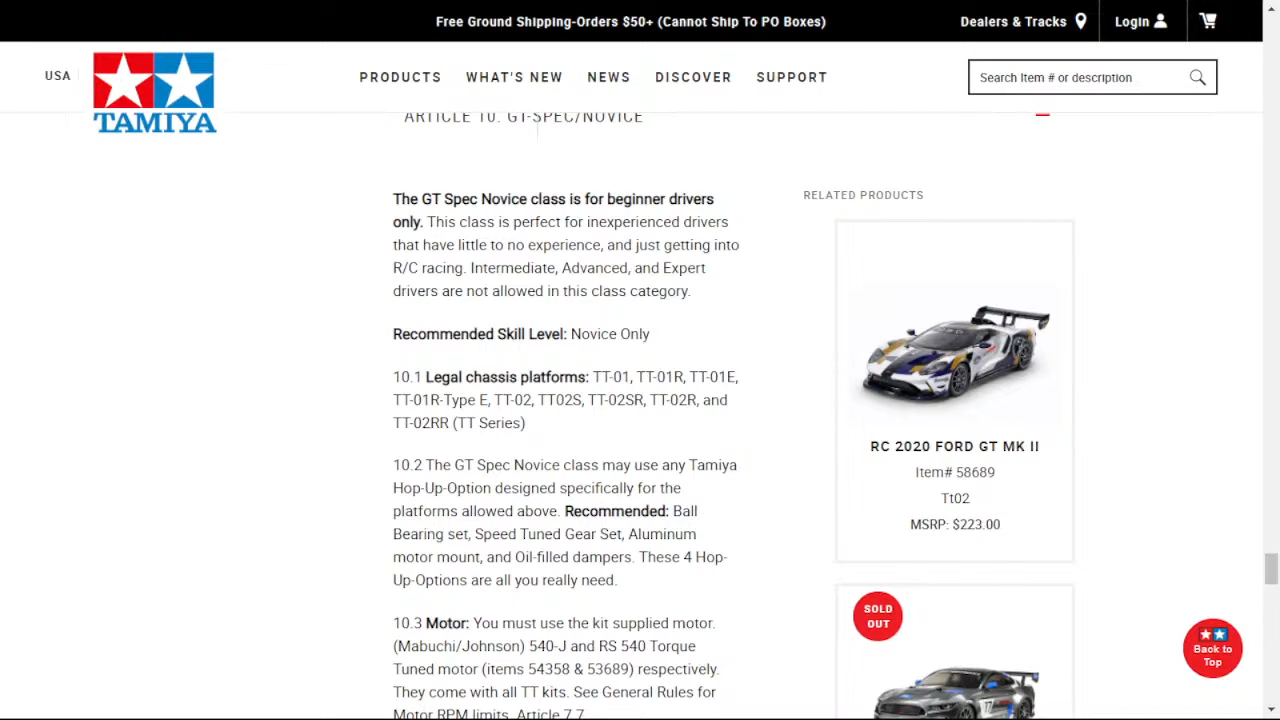 Free Ground Shipping-Orders $50+ (Cannot Ship To PO Boxes)
Dealers & Tracks
Login
USA
TAMIYA
PRODUCTS
WHAT'S NEW
NEWS
DISCOVER
SUPPORT
Search Item # or description
ARTICLE 10. GT-SPEC/NOVICE
The GT Spec Novice class is for beginner drivers
only. This class is perfect for inexperienced drivers
that have little to no experience, and just getting into
R/C racing. Intermediate, Advanced, and Expert
drivers are not allowed in this class category.
Recommended Skill Level: Novice Only
10.1 Legal chassis platforms: TT-01, TT-01R, TT-01E,
TT-01R-Type E, TT-02, TT02S, TT-02SR, TT-02R, and
TT-02RR (TT Series)
10.2 The GT Spec Novice class may use any Tamiya
Hop-Up-Option designed specifically for the
platforms allowed above. Recommended: Ball
Bearing set, Speed Tuned Gear Set, Aluminum
motor mount, and Oil-filled dampers. These 4 Hop-
Up-Options are all you really need.
10.3 Motor: You must use the kit supplied motor.
(Mabuchi/Johnson) 540-J and RS 540 Torque
Tuned motor (items 54358 & 53689) respectively.
They come with all TT kits. See General Rules for
Motor RPM limits, Article 7.7
RELATED PRODUCTS
RC 2020 FORD GT MK II
Item# 58689
Tt02
MSRP: $223.00
SOLD
OUT
77
Back to
Top